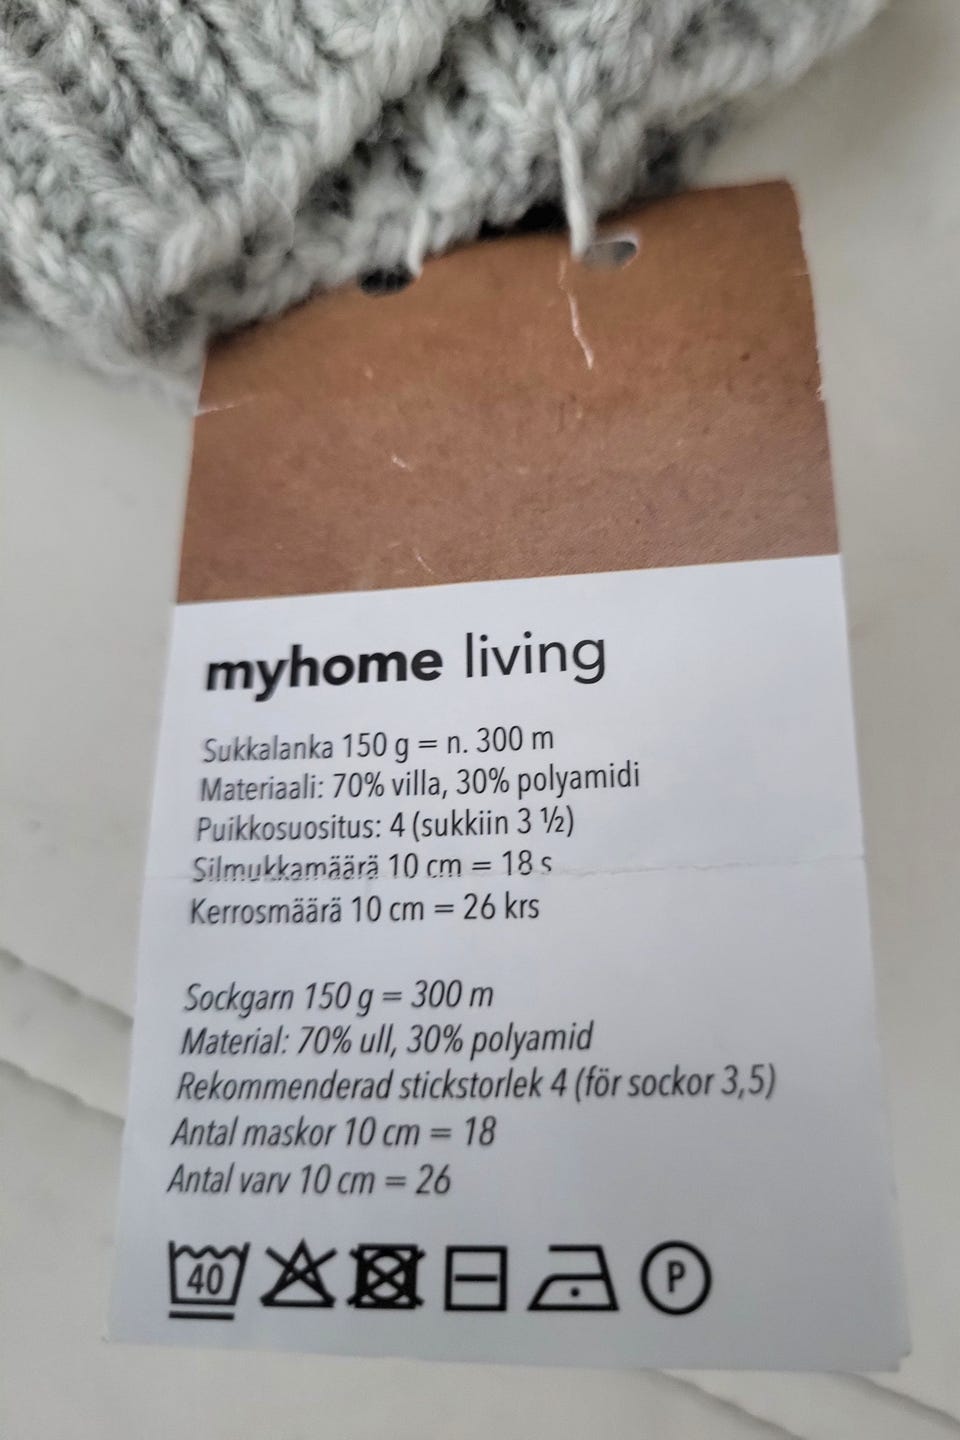 myhome living
Sukkalanka 150 g = n. 300 m
Materiaali: 70% villa, 30% polyamidi
Puikkosuositus: 4 (sukkiin 3 ½)
Silmukkamäärä 10 cm = 18 s
Kerrosmäärä 10 cm = 26 krs
Sockgarn 150 g = 300 m
Material: 70% ull, 30% polyamid
Rekommenderad stickstorlek 4 (för sockor 3,5)
Antal maskor 10 cm = 18
Antal varv 10 cm = 26
40 P